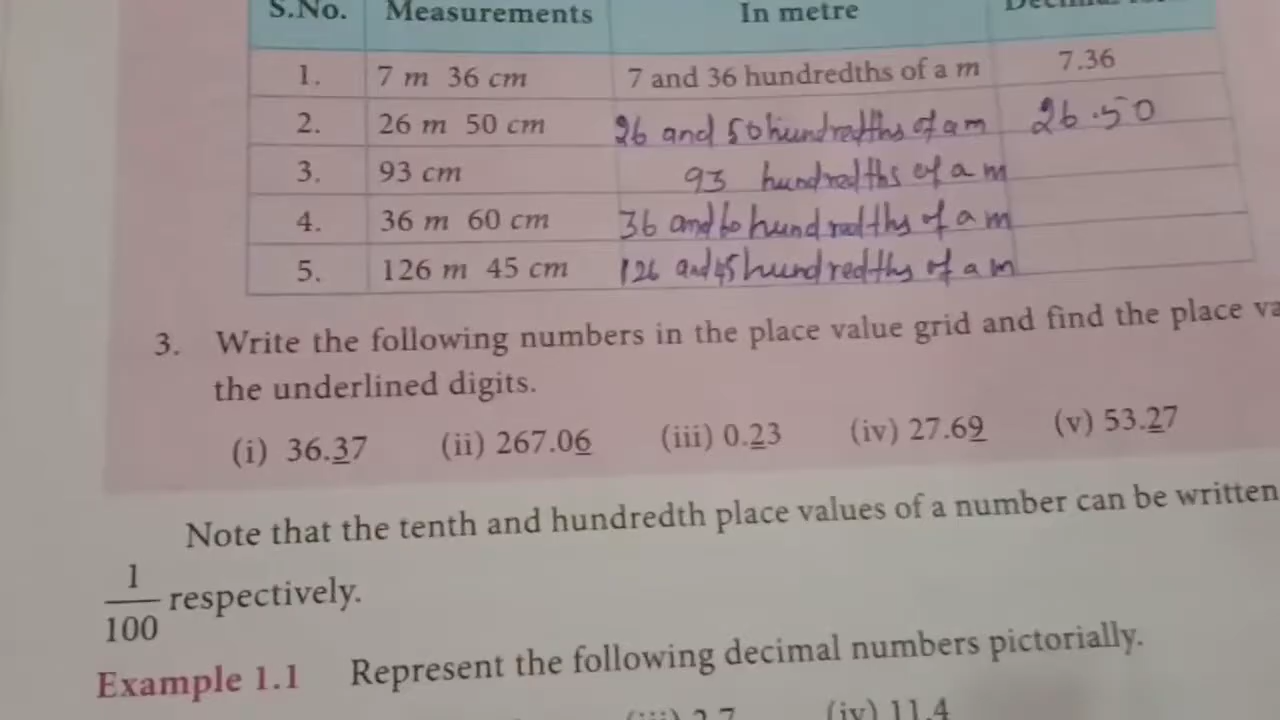 S.No. Measurements In metre
1. 7 m 36 cm 7 and 36 hundredths of a m 7.36
2. 26 m 50 cm 26 and 50 hundredths of a m 26.50
3. 93 cm 93 hundredths of a m
4. 36 m 60 cm 36 and 60 hundredths of a m
5. 126 m 45 cm 126 and 45 hundredths of a m
3. Write the following numbers in the place value grid and find the place va
the underlined digits.
(i) 36.37 (ii) 267.06 (iii) 0.23 (iv) 27.69 (v) 53.27
Note that the tenth and hundredth place values of a number can be written
1
100 respectively.
Example 1.1 Represent the following decimal numbers pictorially.
(iv) 11.4